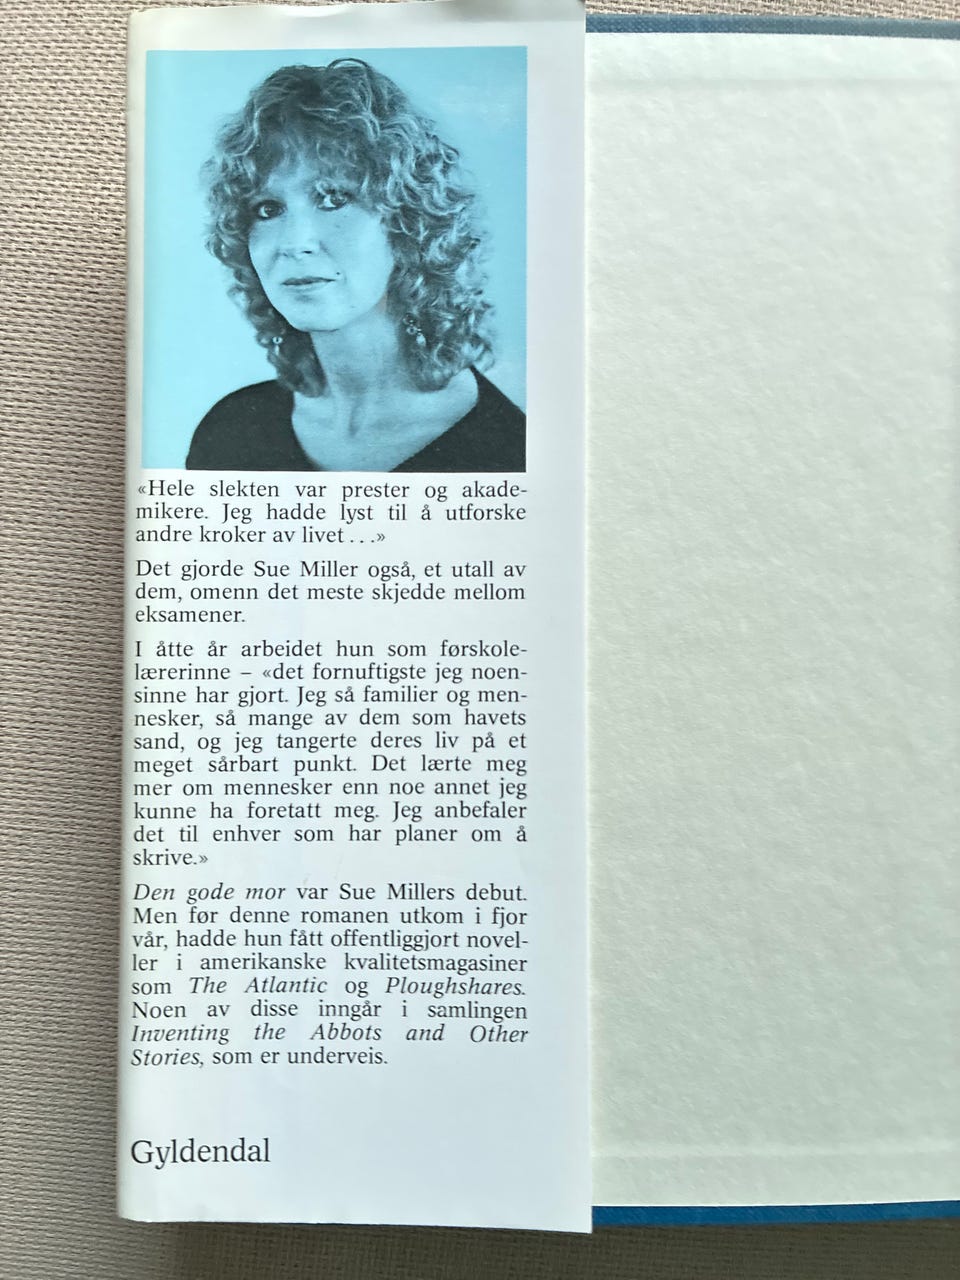 «Hele slekten var prester og akade-
mikere. Jeg hadde lyst til å utforske
andre kroker av livet . . .»
Det gjorde Sue Miller også, et utall av
dem, omenn det meste skjedde mellom
eksamener.
I åtte år arbeidet hun som førskole-
lærerinne – «det fornuftigste jeg noen-
sinne har gjort. Jeg så familier og men-
nesker, så mange av dem som havets
sand, og jeg tangerte deres liv på et
meget sårbart punkt. Det lærte meg
mer om mennesker enn noe annet jeg
kunne ha foretatt meg. Jeg anbefaler
det til enhver som har planer om å
skrive.»
Den gode mor var Sue Millers debut.
Men før denne romanen utkom i fjor
vår, hadde hun fått offentliggjort novel-
ler i amerikanske kvalitetsmagasiner
som The Atlantic og Ploughshares.
Noen av disse inngår i samlingen
Inventing the Abbots and Other
Stories, som er underveis.
Gyldendal